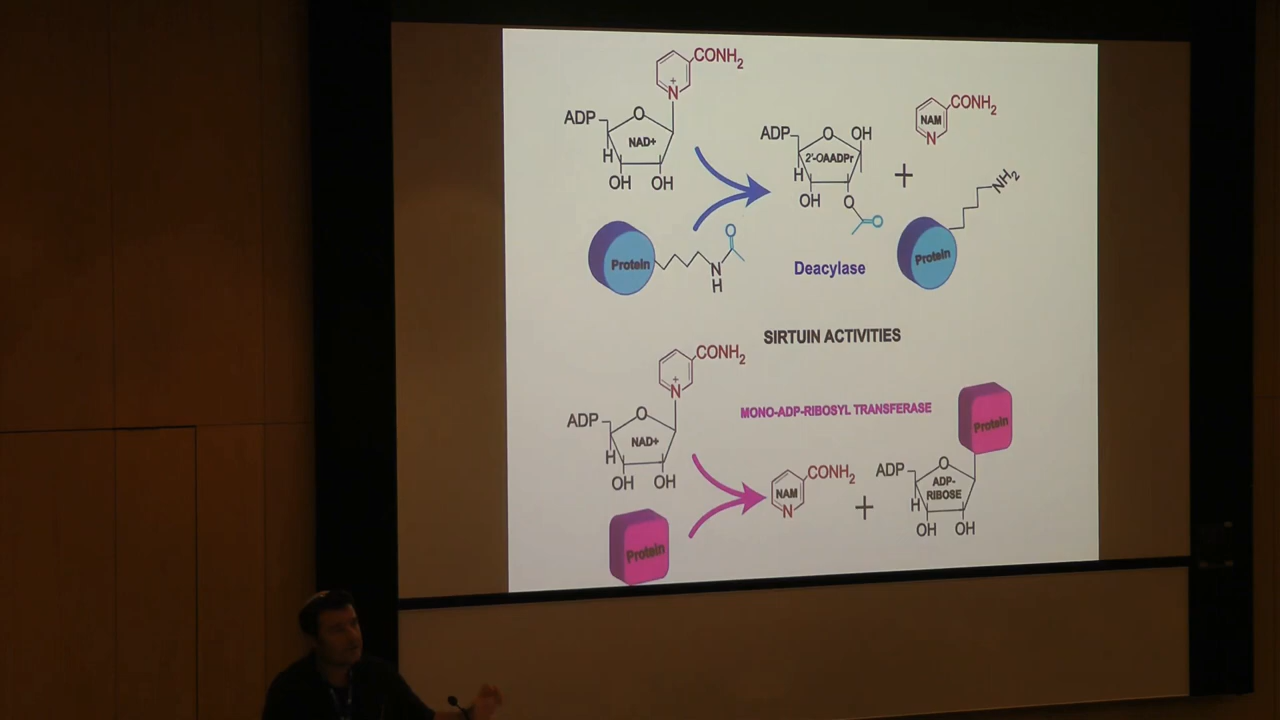 CONH2
+
N
ADP
O
NAD+
H
OH OH
Protein
O
N
H
ADP
O
OH
2'-OAADPr
H
OH
O
O
+
CONH2
NAM
N
NH2
Protein
Deacylase
SIRTUIN ACTIVITIES
CONH2
+
N
ADP
O
NAD+
H
OH OH
Protein
MONO-ADP-RIBOSYL TRANSFERASE
CONH2
NAM
N
+
Protein
ADP
O
ADP-
RIBOSE
H
OH OH